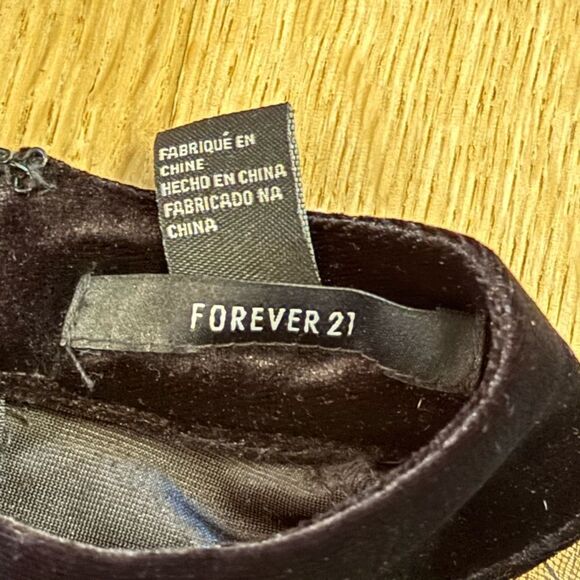 FABRIQUÉ EN
CHINE
HECHO EN CHINA
FABRICADO NA
CHINA
FOREVER 21